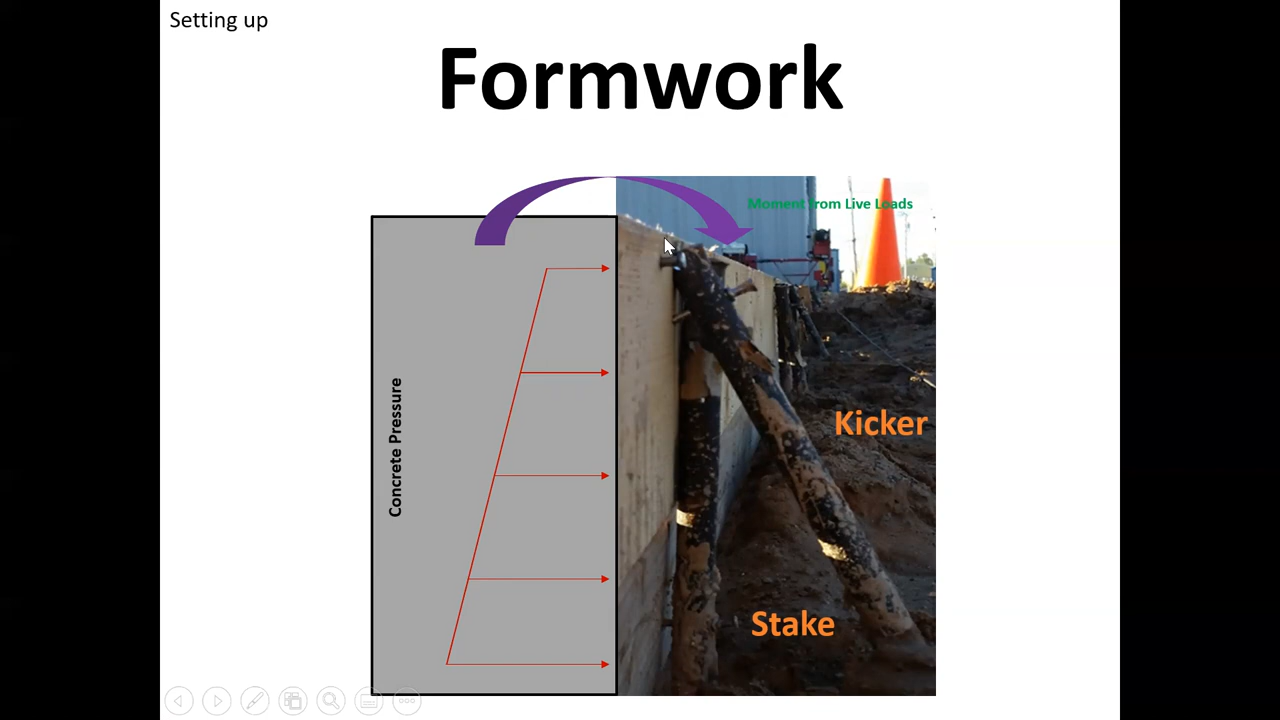 Setting up
Formwork
Moment from Live Loads
Concrete Pressure
Kicker
Stake